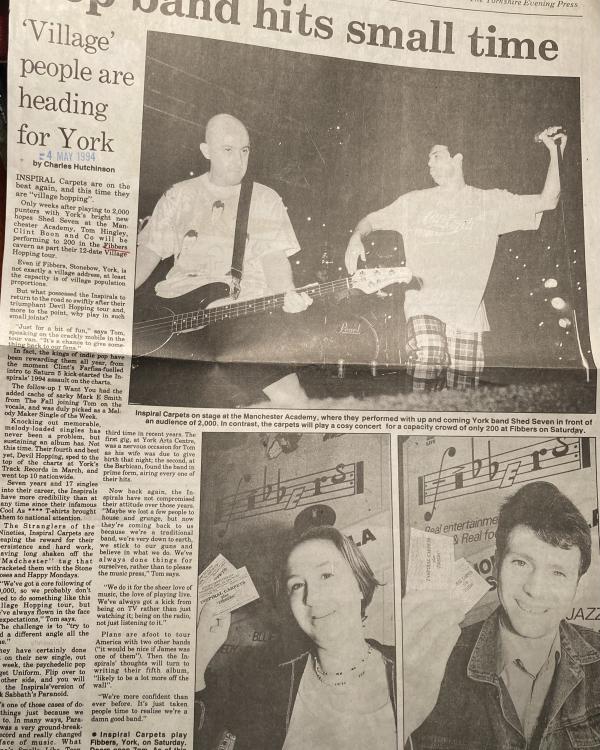 The Yorkshire Evening Press
band hits small time
'Village'
people are
heading
for York
-4 MAY 1994
by Charles Hutchinson
INSPIRAL Carpets are on the
beat again, and this time they
are "village hopping".
Only weeks after playing to 2,000
punters with York's bright new
hopes Shed Seven at the Man-
chester Academy, Tom Hingley,
Clint Boon and Co will be
performing to 200 in the Fibbers
cavern as part their 12-date Village
Hopping tour.
Even if Fibbers, Stonebow, York, is
not exactly a village address, at least
the capacity is of village population
proportions.
But what possessed the Inspirals to
return to the road so swiftly after their
triumphant Devil Hopping tour and,
more to the point, why play in such
small joints?
"Just for a bit of fun," says Tom,
speaking on the crackly mobile in the
tour van. "It's a chance to give some-
thing back to our fans."
In fact, the kings of indie pop have
been rewarding them all year, from
the moment Clint's Farfisa-fuelled
intro to Saturn 5 kick-started the In-
spirals' 1994 assault on the charts.
The follow-up I Want You had the
added cache of sarky Mark E Smith
from The Fall joining Tom on the
vocals, and was duly picked as a Mel-
ody Maker Single of the Week.
Knocking out memorable,
melody-loaded singles has
never been a problem, but
sustaining an album has. Not
this time. Their fourth and best
yet, Devil Hopping, sped to the
top of the charts at York's
Track Records in March, and
went top 10 nationwide.
Seven years and 17 singles
into their career, the Inspirals
have more credibility than at
any time since their infamous
Cool As **** T-shirts brought
them to national attention.
The Stranglers of the
Nineties, Inspiral Carpets are
reaping the reward for their
persistence and hard work,
having long shaken off the
"Madchester" tag that
bracketed them with the Stone
Roses and Happy Mondays.
"We've got a core following of
,000, so we probably don't
need to do something like this
Village Hopping tour, but
we've always flown in the face
expectations," Tom says.
The challenge is to "try to
d a different angle all the
They have certainly done
on their new single, out
week, the psychedelic pop
get Uniform. Flip over to
other side, and you will
the Inspirals' version of
k Sabbath's Paranoid.
's one of those cases of do-
things just because we
to. In many ways, Para-
was a very ground-break-
ecord and really changed
face of music. What
third time in recent years. The
first gig, at York Arts Centre,
was a nervous occasion for Tom
as his wife was due to give
birth that night; the second, at
the Barbican, found the band in
prime form, airing every one of
their hits.
Now back again, the In-
spirals have not compromised
their attitude over those years.
"Maybe we lost a few people to
house and grunge, but now
they're coming back to us
because we're a traditional
band, we're very down to earth,
we stick to our guns and
believe in what we do. We've
always done things for
ourselves, rather than to please
the music press," Tom says.
"We do it for the sheer love of
music, the love of playing live.
We've always got a kick from
being on TV rather than just
watching it; being on the radio,
not just listening to it."
Plans are afoot to tour
America with two other bands
("it would be nice if James was
one of them"). Then the In-
spirals' thoughts will turn to
writing their fifth album,
"likely to be a lot more off the
wall".
"We're more confident than
ever before. It's just taken
people time to realise we're a
damn good band."
● Inspiral Carpets play
Fibbers, York, on Saturday.
Pearl
Inspiral Carpets on stage at the Manchester Academy, where they performed with up and coming York band Shed Seven in front of
an audience of 2,000. In contrast, the carpets will play a cosy concert for a capacity crowd of only 200 at Fibbers on Saturday.
INSPIRAL CARPETS
BLUE
fibbers
Real entertainme
& Real foo
JAZZ